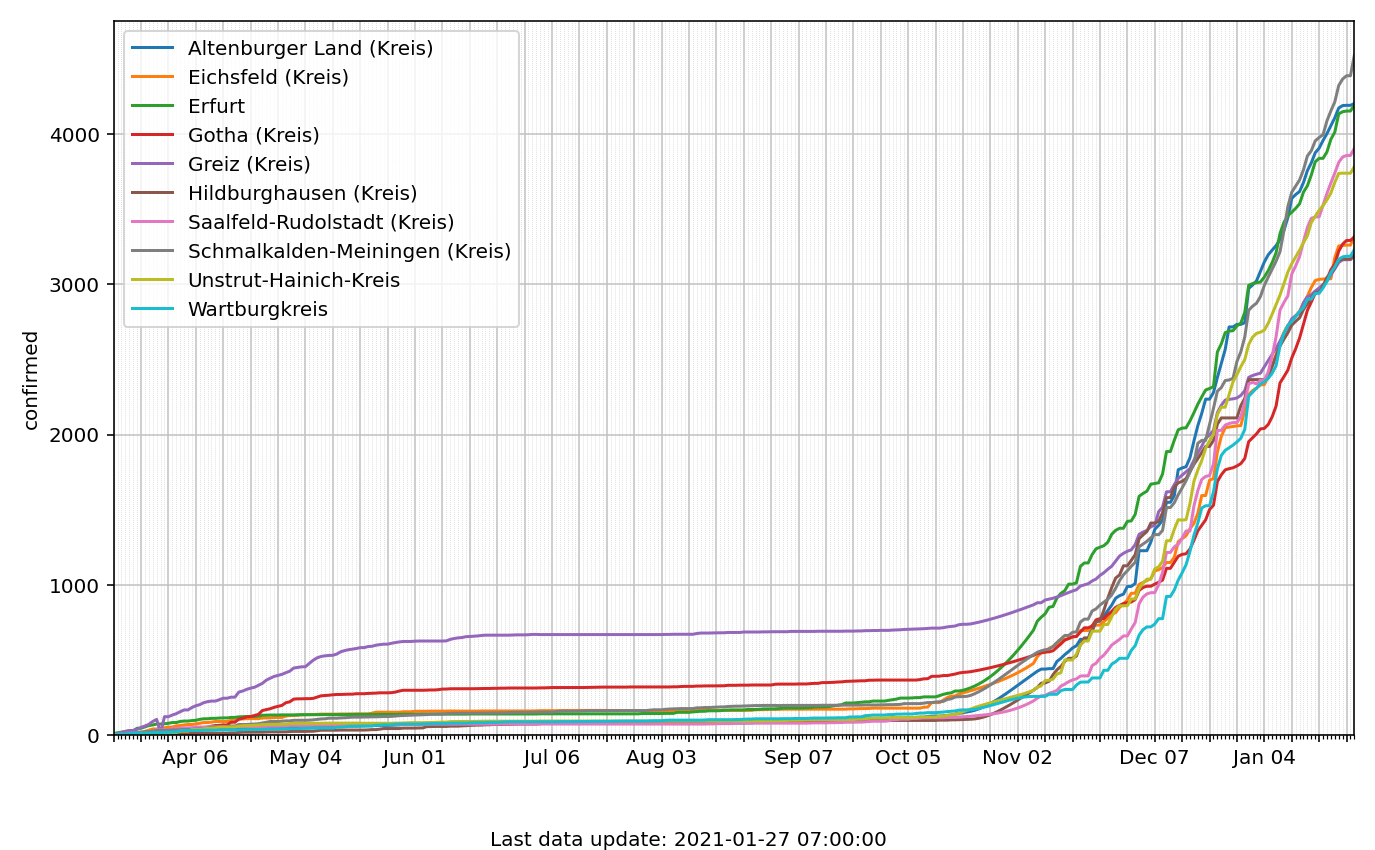 Altenburger Land (Kreis)
Eichsfeld (Kreis)
Erfurt
Gotha (Kreis)
Greiz (Kreis)
Hildburghausen (Kreis)
Saalfeld-Rudolstadt (Kreis)
Schmalkalden-Meiningen (Kreis)
Unstrut-Hainich-Kreis
Wartburgkreis
confirmed
4000
3000
2000
1000
0
Apr 06 May 04 Jun 01 Jul 06 Aug 03 Sep 07 Oct 05 Nov 02 Dec 07 Jan 04
Last data update: 2021-01-27 07:00:00